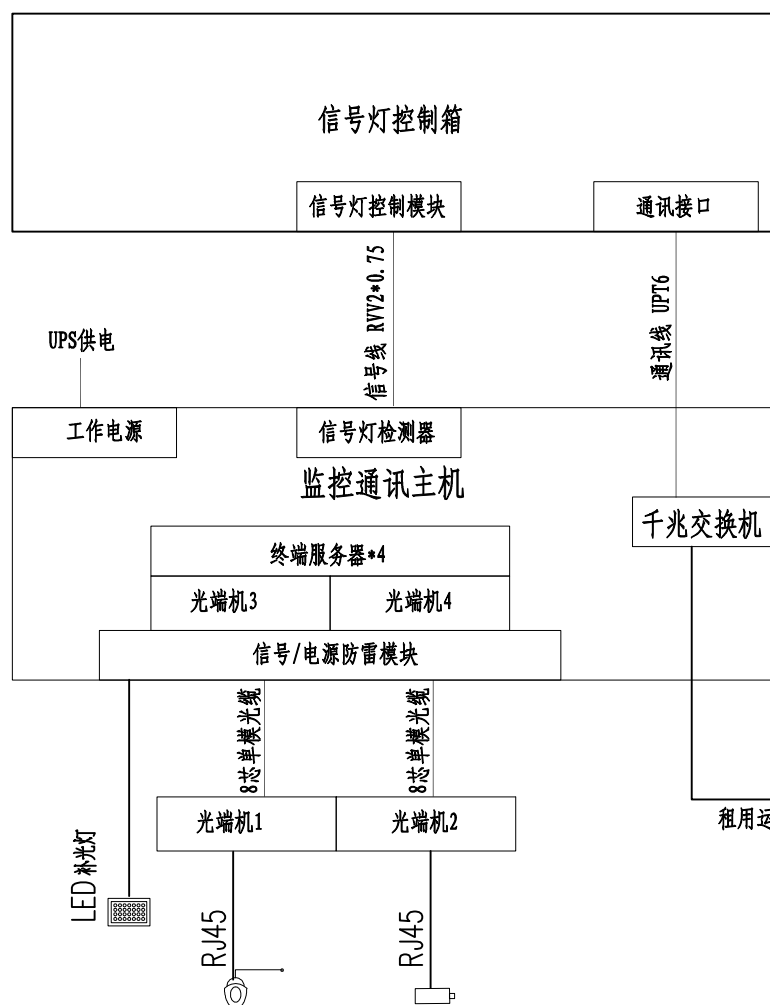 信号灯控制箱
信号灯控制模块
通讯接口
信号线 RVV2*0.75
通讯线 UPT6
UPS供电
工作电源
信号灯检测器
监控通讯主机
千兆交换机
终端服务器*4
光端机3
光端机4
信号/电源防雷模块
8芯单模光缆
8芯单模光缆
光端机1
光端机2
租用运
LED补光灯
RJ45
RJ45